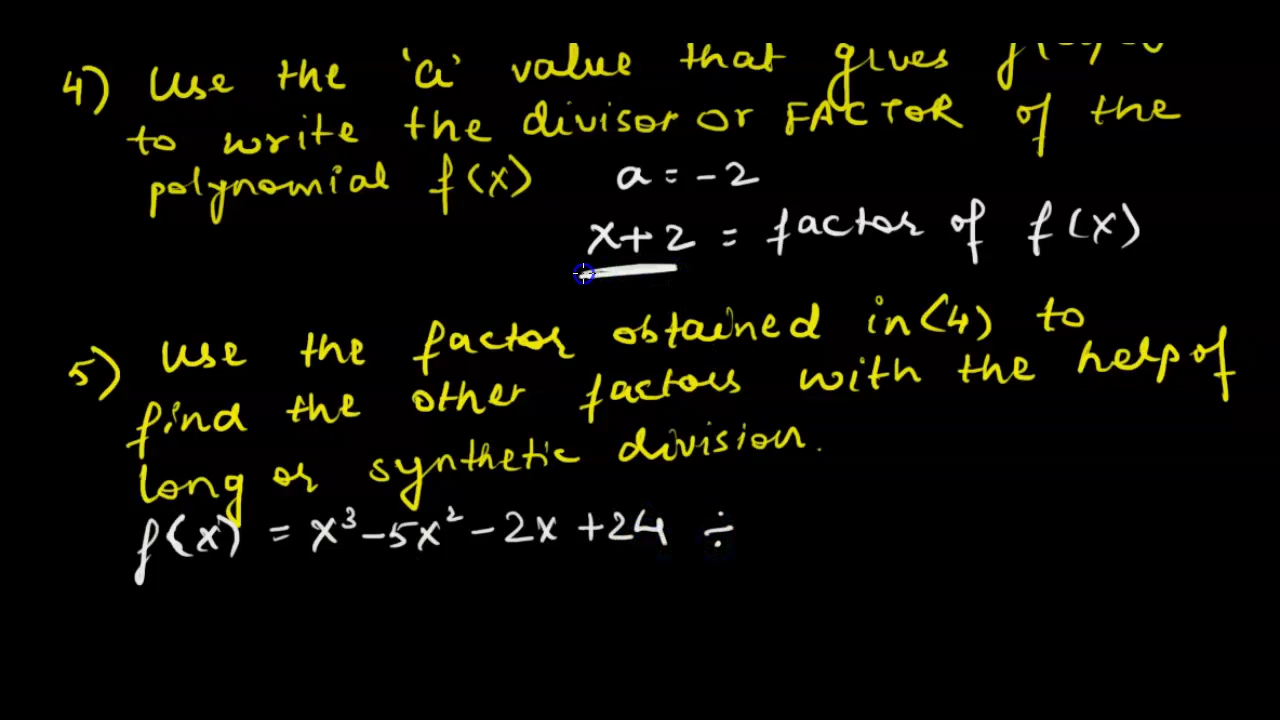 4) Use the 'a' value that gives
to write the divisor or FACTOR of the
polynomial f(x) a = -2
x+2 = factor of f(x)
5) Use the factor obtained in (4) to
find the other factors with the help of
long or synthetic division.
f(x) = x³ -5x² -2x +24 ÷